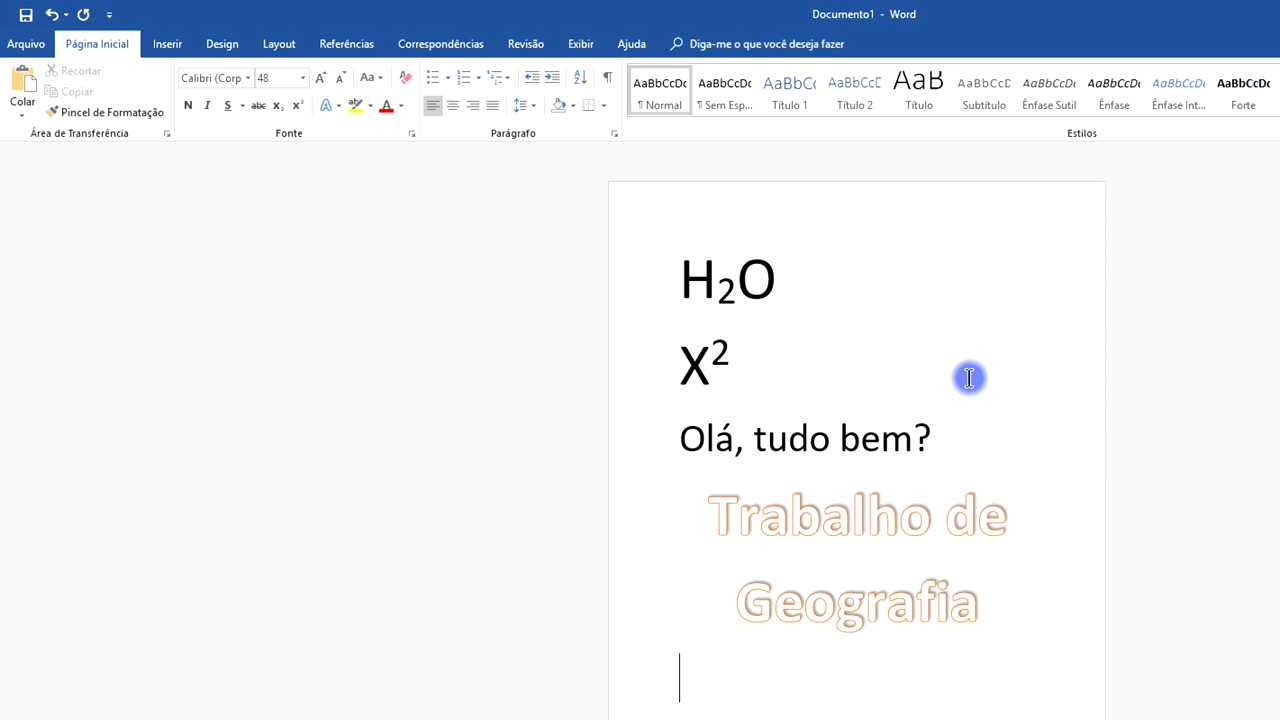 Documento1 - Word
Arquivo Página Inicial Inserir Design Layout Referências Correspondências Revisão Exibir Ajuda Diga-me o que você deseja fazer
Colar
Recortar
Copiar
Pincel de Formatação
Área de Transferência
Calibri (Corp 48 Aa
N I S abc x₂ x² A A
Fonte
Parágrafo
AaBbCcDc AaBbCcDc AaBbC( AaBbCcD AaB AaBbCcD AaBbCcDc AaBbCcDc AaBbCcDc AaBbCcDc
¶ Normal ¶ Sem Esp... Título 1 Título 2 Título Subtítulo Ênfase Sutil Ênfase Ênfase Int... Forte
Estilos
H₂O
X²
Olá, tudo bem?
Trabalho de
Geografia